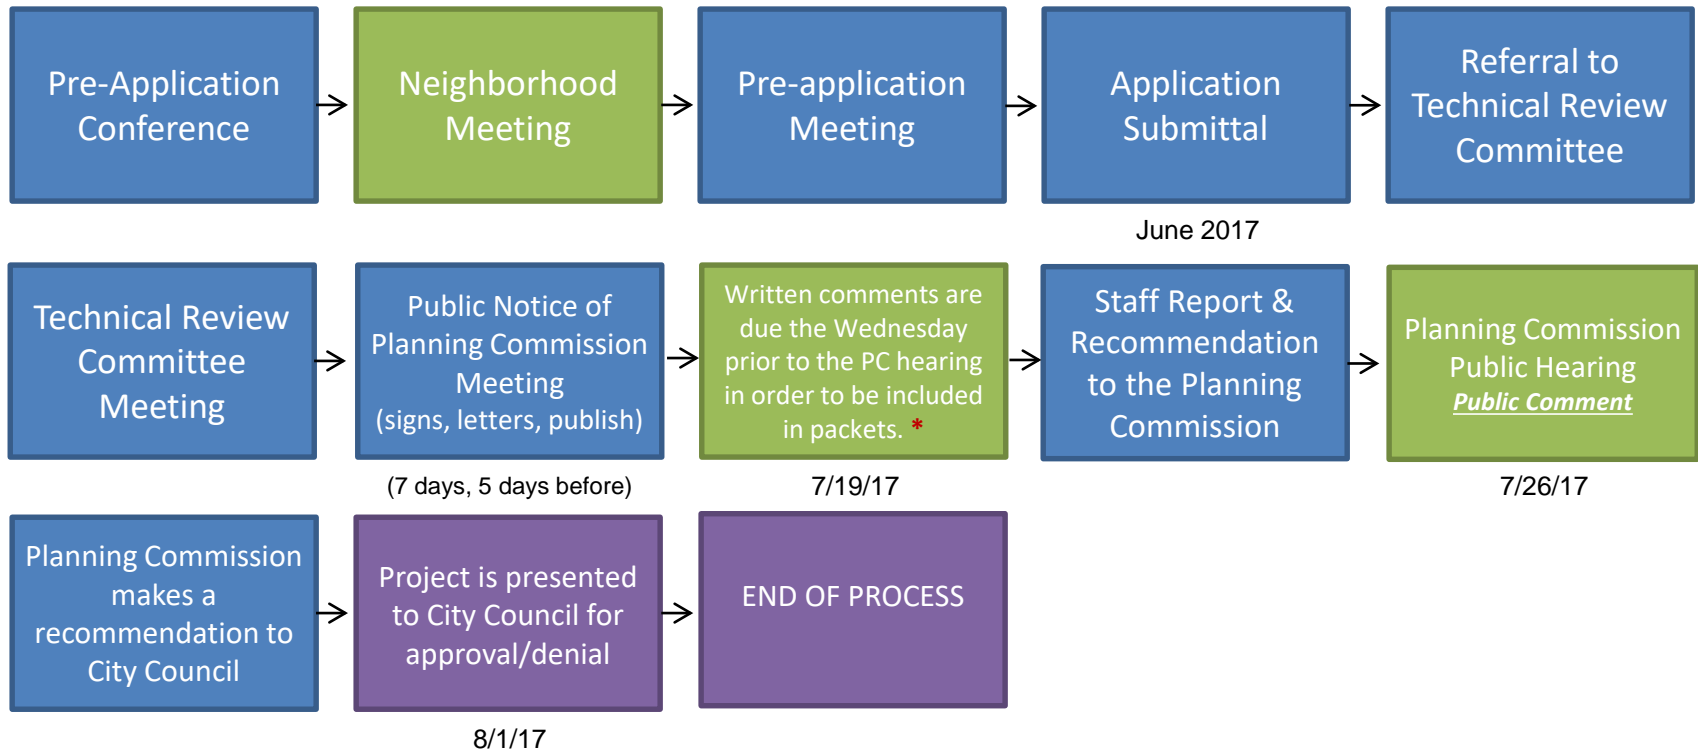 Pre-Application
Conference
Neighborhood
Meeting
Pre-application
Meeting
Application
Submittal
Referral to
Technical Review
Committee
June 2017
Technical Review
Committee
Meeting
Public Notice of
Planning Commission
Meeting
(signs, letters, publish)
Written comments are
due the Wednesday
prior to the PC hearing
in order to be included
in packets. *
Staff Report &
Recommendation
to the Planning
Commission
Planning Commission
Public Hearing
Public Comment
(7 days, 5 days before)
7/19/17
7/26/17
Planning Commission
makes a
recommendation to
City Council
Project is presented
to City Council for
approval/denial
END OF PROCESS
8/1/17